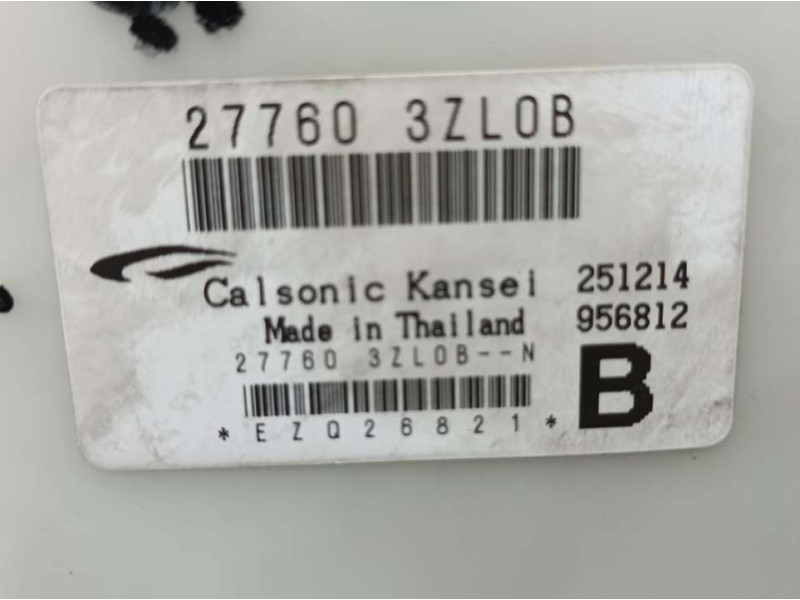 27760 3ZL0B
Calsonic Kansei 251214
Made in Thailand 956812
27760 3ZL0B--N
B
*EZQ26821*